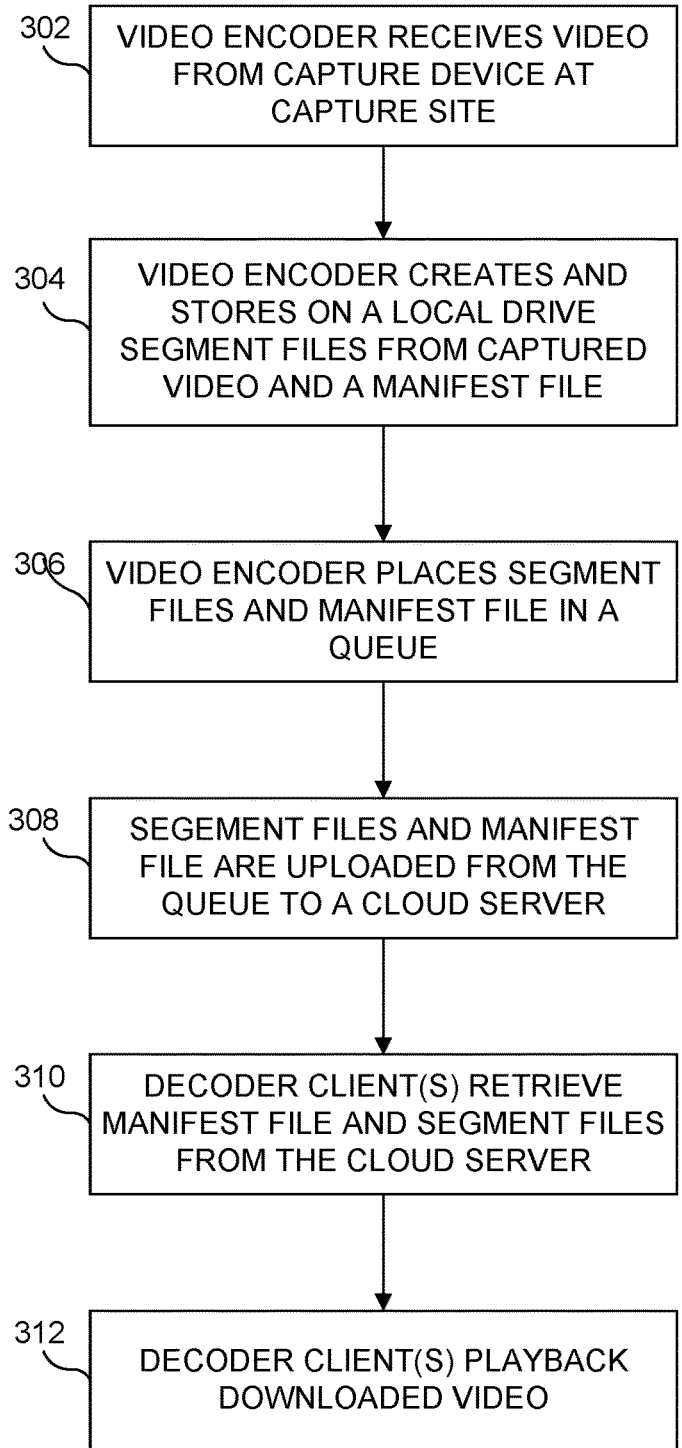 302
VIDEO ENCODER RECEIVES VIDEO
FROM CAPTURE DEVICE AT
CAPTURE SITE
304
VIDEO ENCODER CREATES AND
STORES ON A LOCAL DRIVE
SEGMENT FILES FROM CAPTURED
VIDEO AND A MANIFEST FILE
306
VIDEO ENCODER PLACES SEGMENT
FILES AND MANIFEST FILE IN A
QUEUE
308
SEGEMENT FILES AND MANIFEST
FILE ARE UPLOADED FROM THE
QUEUE TO A CLOUD SERVER
310
DECODER CLIENT(S) RETRIEVE
MANIFEST FILE AND SEGMENT FILES
FROM THE CLOUD SERVER
312
DECODER CLIENT(S) PLAYBACK
DOWNLOADED VIDEO